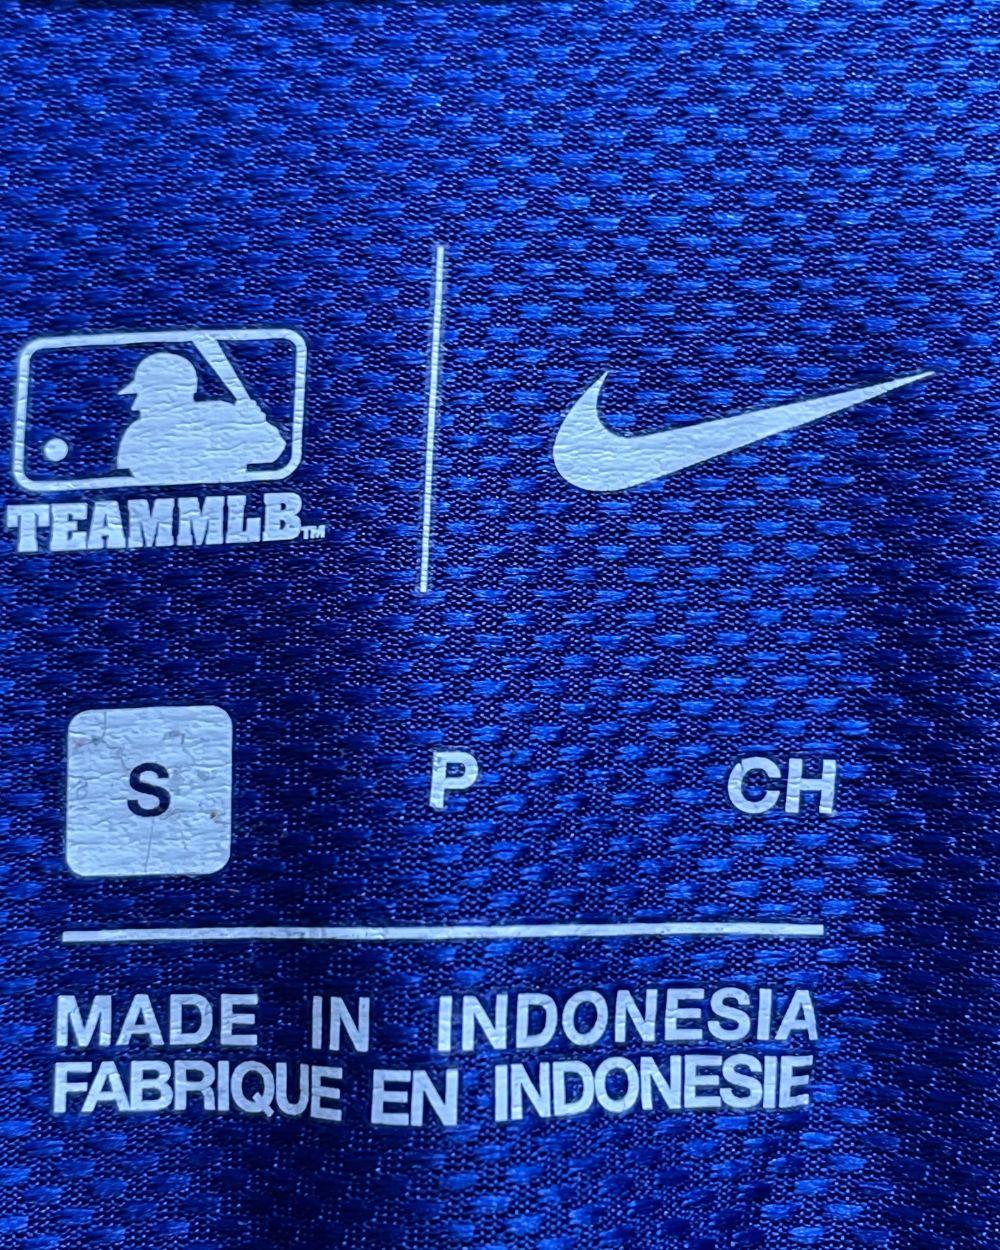 TEAMMLB™
S P CH
MADE IN INDONESIA
FABRIQUE EN INDONESIE